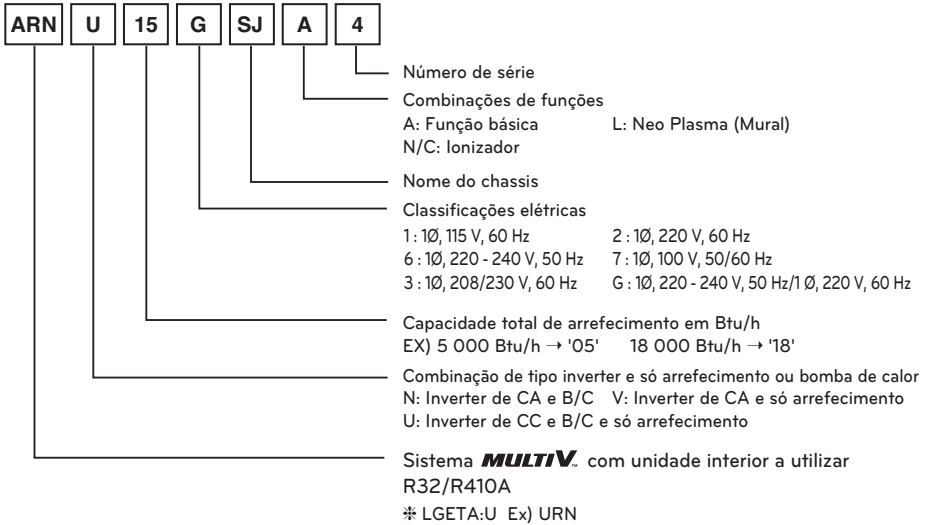 ARN U 15 G SJ A 4
Número de série
Combinações de funções
A: Função básica L: Neo Plasma (Mural)
N/C: Ionizador
Nome do chassis
Classificações elétricas
1 : 1Ø, 115 V, 60 Hz 2 : 1Ø, 220 V, 60 Hz
6 : 1Ø, 220 - 240 V, 50 Hz 7 : 1Ø, 100 V, 50/60 Hz
3 : 1Ø, 208/230 V, 60 Hz G : 1Ø, 220 - 240 V, 50 Hz/1 Ø, 220 V, 60 Hz
Capacidade total de arrefecimento em Btu/h
EX) 5 000 Btu/h → '05' 18 000 Btu/h → '18'
Combinação de tipo inverter e só arrefecimento ou bomba de calor
N: Inverter de CA e B/C V: Inverter de CA e só arrefecimento
U: Inverter de CC e B/C e só arrefecimento
Sistema MULTI V™ com unidade interior a utilizar
R32/R410A
❈ LGETA:U Ex) URN